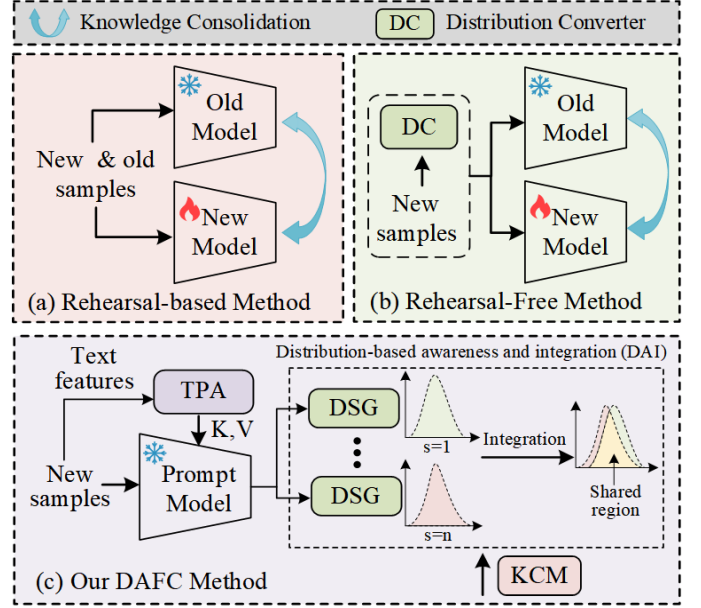 Knowledge Consolidation
DC
Distribution Converter
Old
Model
New & old
samples
New
Model
(a) Rehearsal-based Method
DC
New
samples
Old
Model
New
Model
(b) Rehearsal-Free Method
Text
features
TPA
K,V
New
samples
Prompt
Model
Distribution-based awareness and integration (DAI)
DSG
s=1
DSG
s=n
Integration
Shared
region
KCM
(c) Our DAFC Method